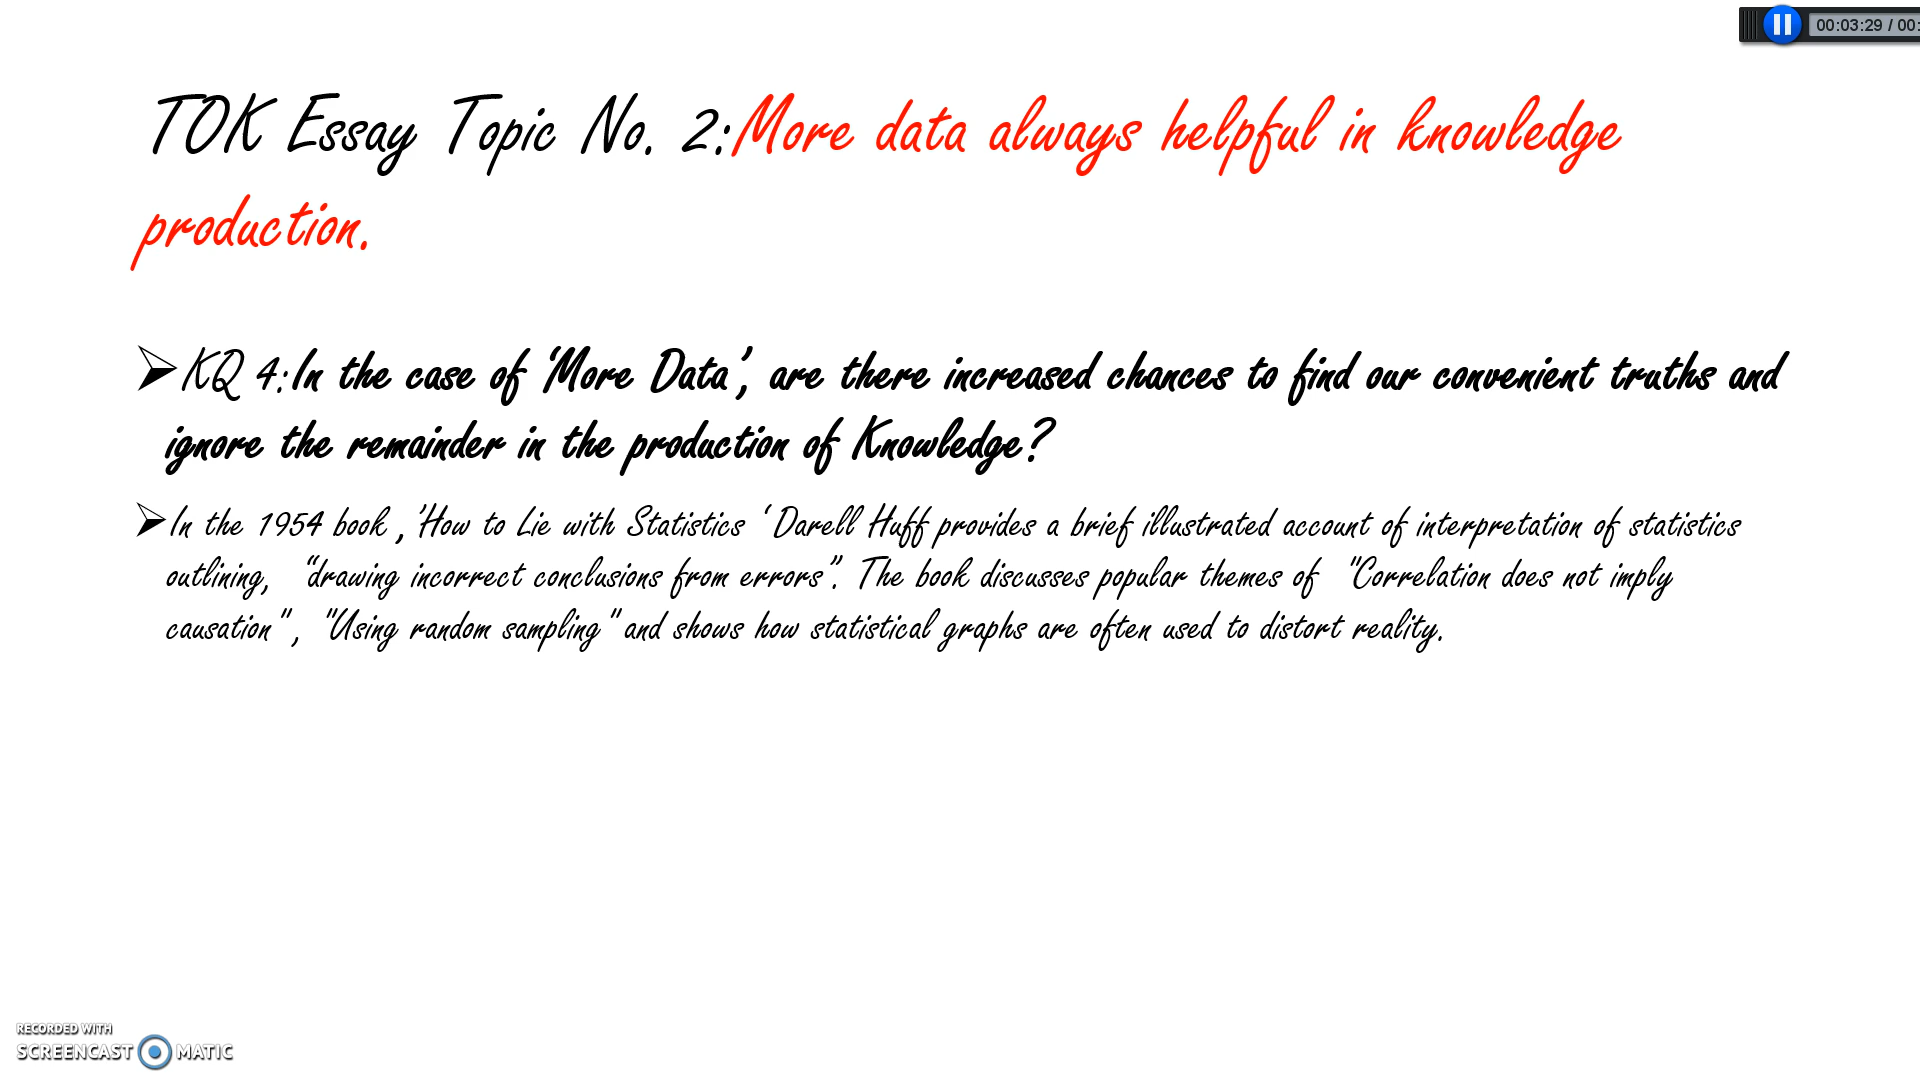 00:03:29 / 00:
TOK Essay Topic No. 2:More data always helpful in knowledge
production.
KQ 4:In the case of ‘More Data’, are there increased chances to find our convenient truths and
ignore the remainder in the production of Knowledge?
In the 1954 book ,’How to Lie with Statistics ‘ Darell Huff provides a brief illustrated account of interpretation of statistics
outlining, “drawing incorrect conclusions from errors”. The book discusses popular themes of "Correlation does not imply
causation", "Using random sampling" and shows how statistical graphs are often used to distort reality.
RECORDED WITH
SCREENCAST MATIC